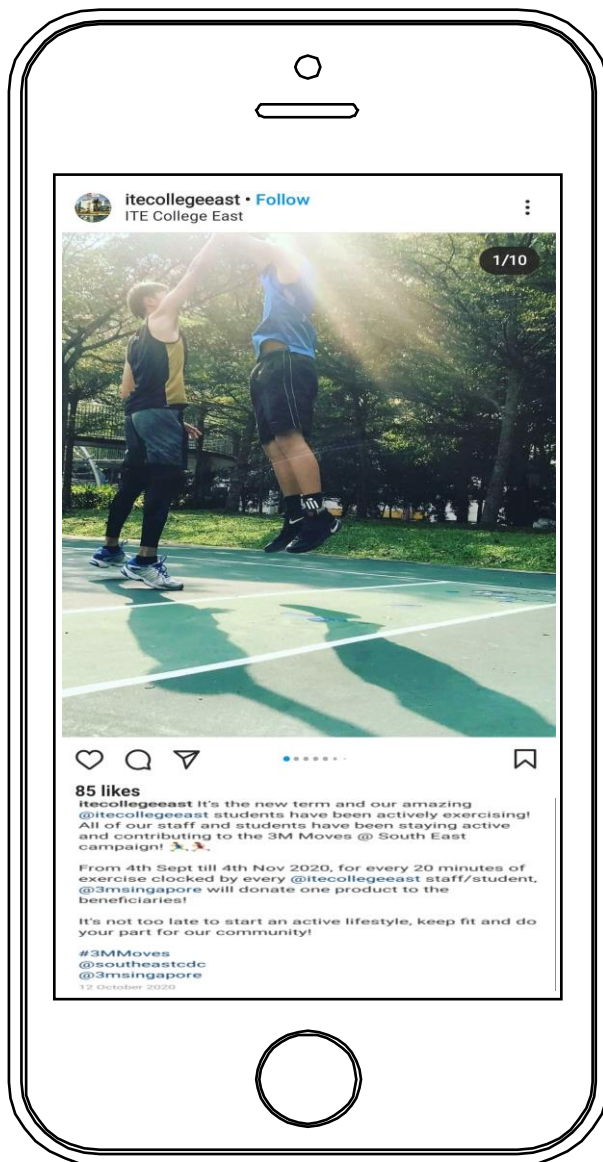 itecollegeeast • Follow
ITE College East
1/10
85 likes
itecollegeeast It's the new term and our amazing
@itecollegeeast students have been actively exercising!
All of our staff and students have been staying active
and contributing to the 3M Moves @ South East
campaign! 🏃‍♂️🏃
From 4th Sept till 4th Nov 2020, for every 20 minutes of
exercise clocked by every @itecollegeeast staff/student,
@3msingapore will donate one product to the
beneficiaries!
It's not too late to start an active lifestyle, keep fit and do
your part for our community!
#3MMoves
@southeastcdc
@3msingapore
12 October 2020